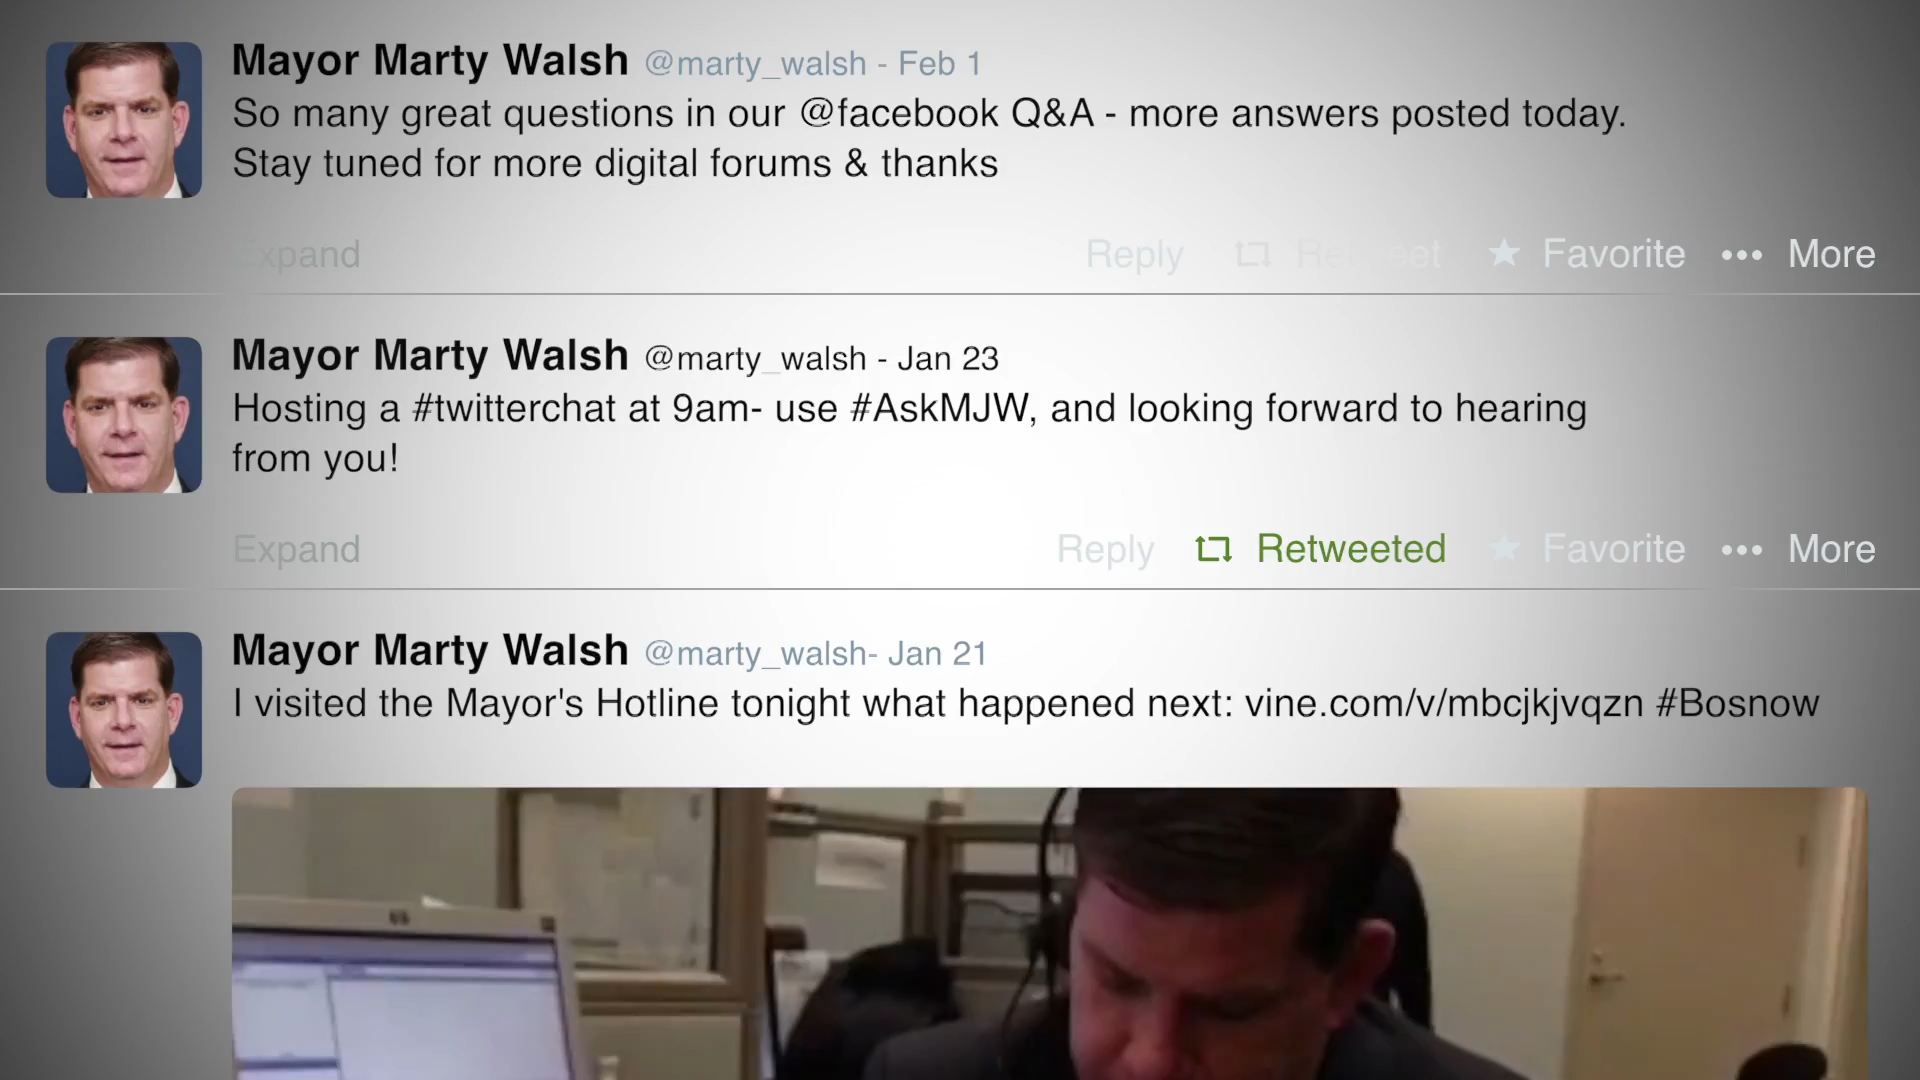 Mayor Marty Walsh @marty_walsh - Feb 1
So many great questions in our @facebook Q&A - more answers posted today.
Stay tuned for more digital forums & thanks
Expand Reply Retweet Favorite More
Mayor Marty Walsh @marty_walsh - Jan 23
Hosting a #twitterchat at 9am- use #AskMJW, and looking forward to hearing
from you!
Expand Reply Retweeted Favorite More
Mayor Marty Walsh @marty_walsh- Jan 21
I visited the Mayor's Hotline tonight what happened next: vine.com/v/mbcjkjvqzn #Bosnow